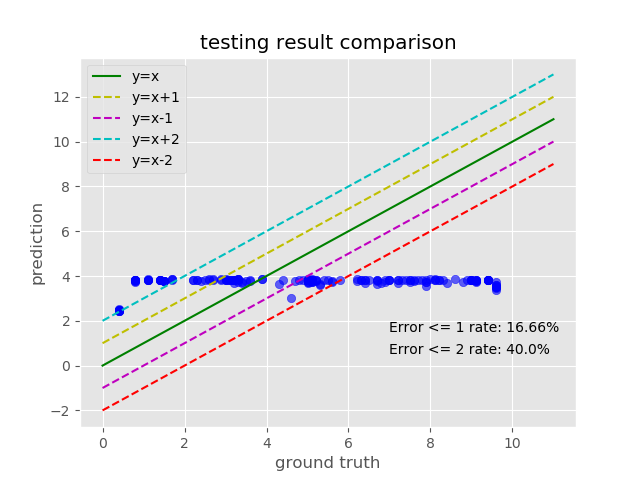 testing result comparison
y=x
y=x+1
y=x-1
y=x+2
y=x-2
12
10
8
6
4
2
0
−2
prediction
Error <= 1 rate: 16.66%
Error <= 2 rate: 40.0%
0 2 4 6 8 10
ground truth